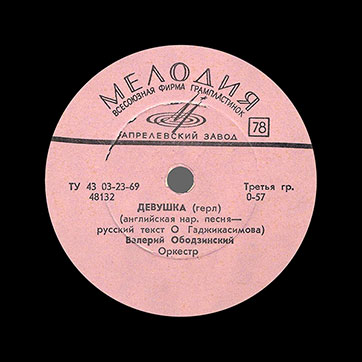 МЕЛОДИЯ
ВСЕСОЮЗНАЯ ФИРМА ГРАМПЛАСТИНОК
АПРЕЛЕВСКИЙ ЗАВОД
78
ТУ 43 03-23-69
48132
Третья гр.
0-57
ДЕВУШКА (герл)
(английская нар. песня—
русский текст О Гаджикасимова)
Валерий Ободзинский
Оркестр